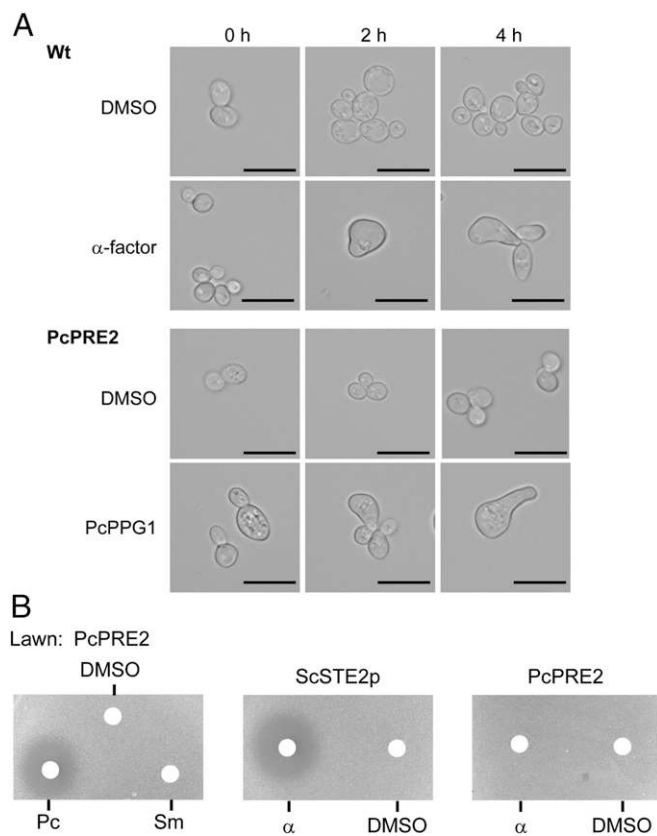 A
0 h 2 h 4 h
Wt
DMSO
α-factor
PcPRE2
DMSO
PcPPG1
B
Lawn: PcPRE2
DMSO ScSTE2p PcPRE2
Pc Sm α DMSO α DMSO